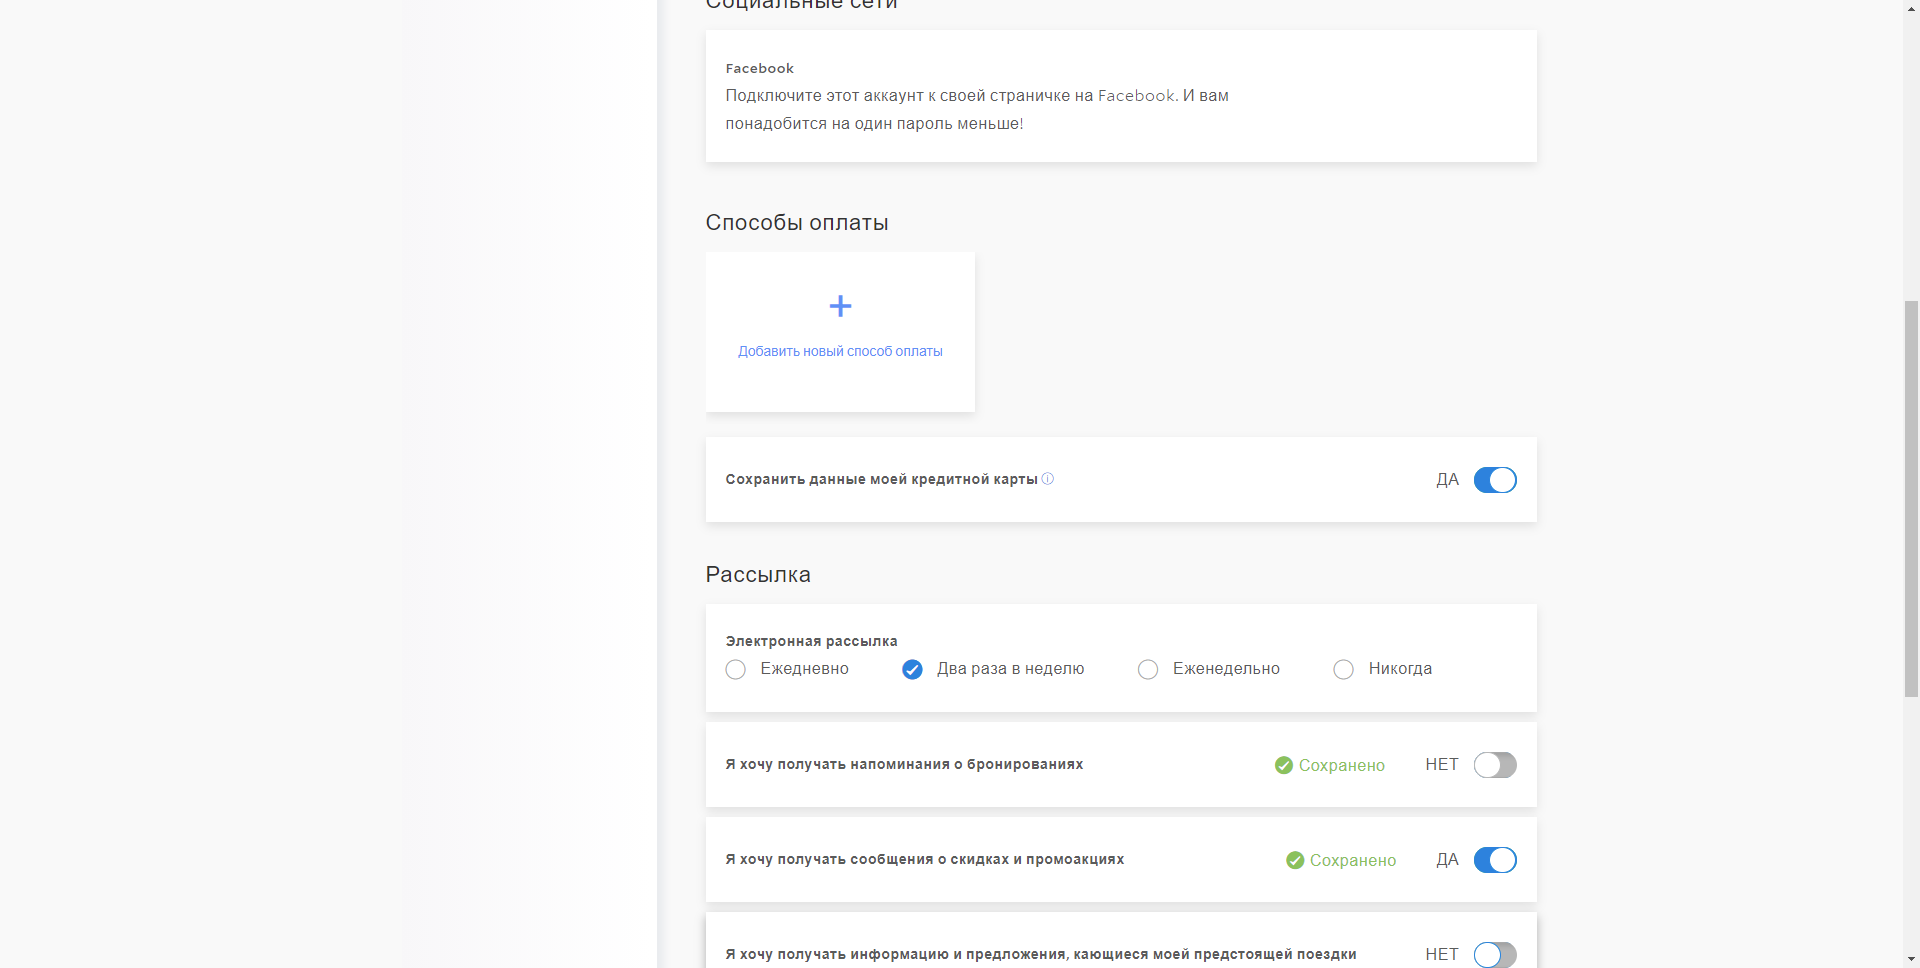 Социальные сети
Facebook
Подключите этот аккаунт к своей страничке на Facebook. И вам
понадобится на один пароль меньше!
Способы оплаты
Добавить новый способ оплаты
Сохранить данные моей кредитной карты
ДА
Рассылка
Электронная рассылка
Ежедневно
Два раза в неделю
Еженедельно
Никогда
Я хочу получать напоминания о бронированиях
Сохранено
НЕТ
Я хочу получать сообщения о скидках и промоакциях
Сохранено
ДА
Я хочу получать информацию и предложения, кающиеся моей предстоящей поездки
НЕТ